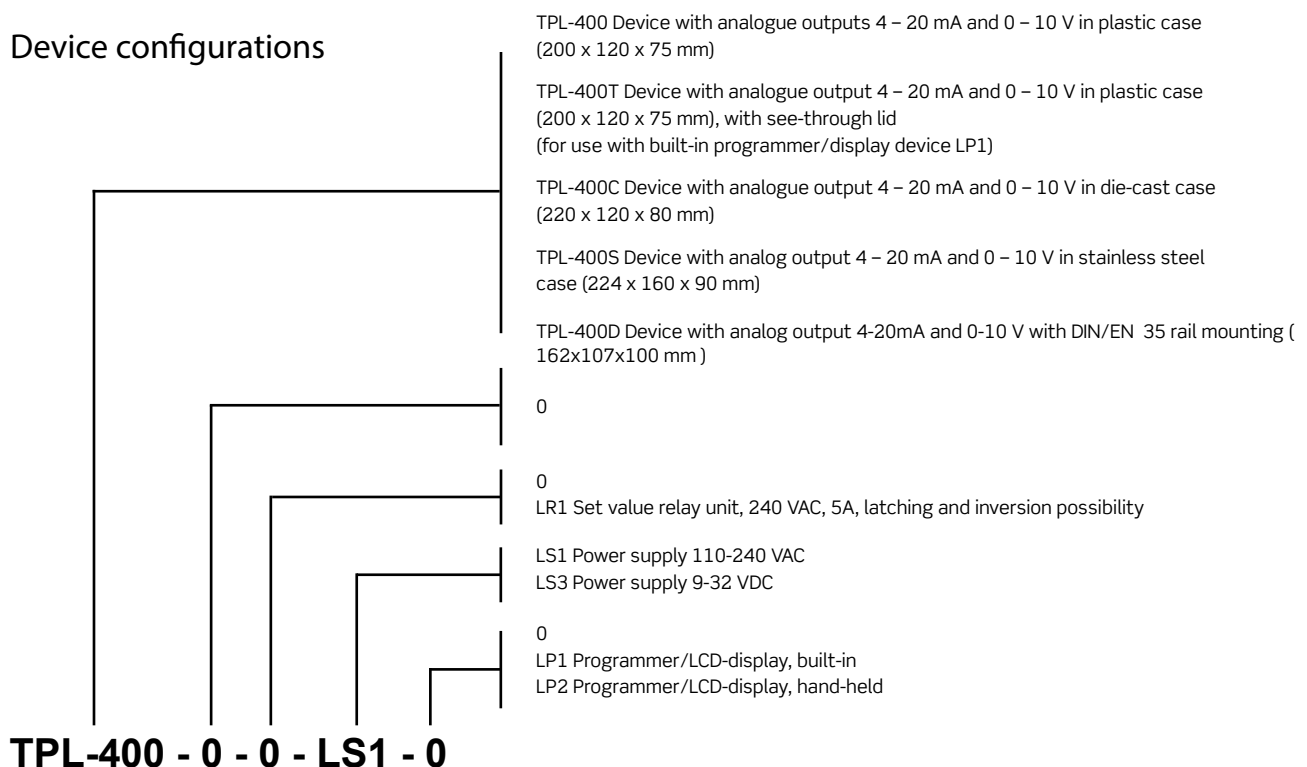 Device configurations
TPL-400 Device with analogue outputs 4 – 20 mA and 0 – 10 V in plastic case
(200 x 120 x 75 mm)
TPL-400T Device with analogue output 4 – 20 mA and 0 – 10 V in plastic case
(200 x 120 x 75 mm), with see-through lid
(for use with built-in programmer/display device LP1)
TPL-400C Device with analogue output 4 – 20 mA and 0 – 10 V in die-cast case
(220 x 120 x 80 mm)
TPL-400S Device with analog output 4 – 20 mA and 0 – 10 V in stainless steel
case (224 x 160 x 90 mm)
TPL-400D Device with analog output 4-20mA and 0-10 V with DIN/EN  35 rail mounting (
162x107x100 mm )
0
0
LR1 Set value relay unit, 240 VAC, 5A, latching and inversion possibility
LS1 Power supply 110-240 VAC
LS3 Power supply 9-32 VDC
0
LP1 Programmer/LCD-display, built-in
LP2 Programmer/LCD-display, hand-held
TPL-400 - 0 - 0 - LS1 - 0